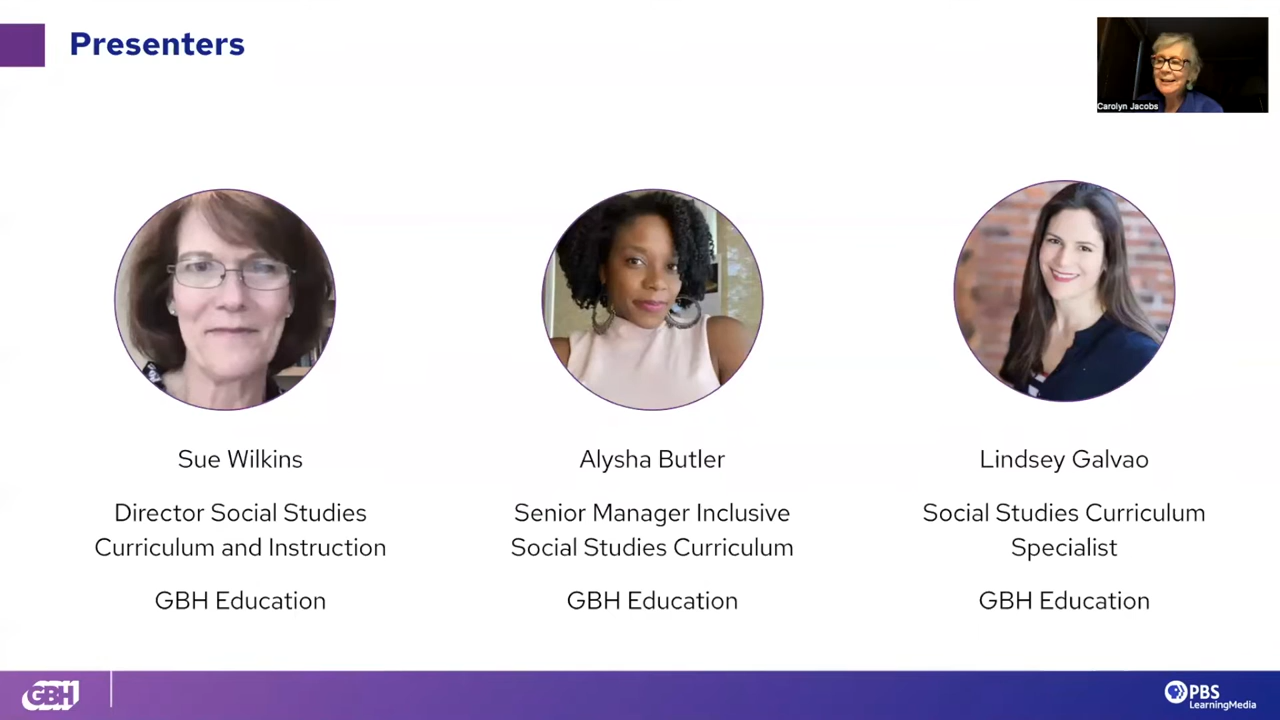 Presenters
Carolyn Jacobs
Sue Wilkins
Director Social Studies
Curriculum and Instruction
GBH Education
Alysha Butler
Senior Manager Inclusive
Social Studies Curriculum
GBH Education
Lindsey Galvao
Social Studies Curriculum
Specialist
GBH Education
GBH
PBS
LearningMedia